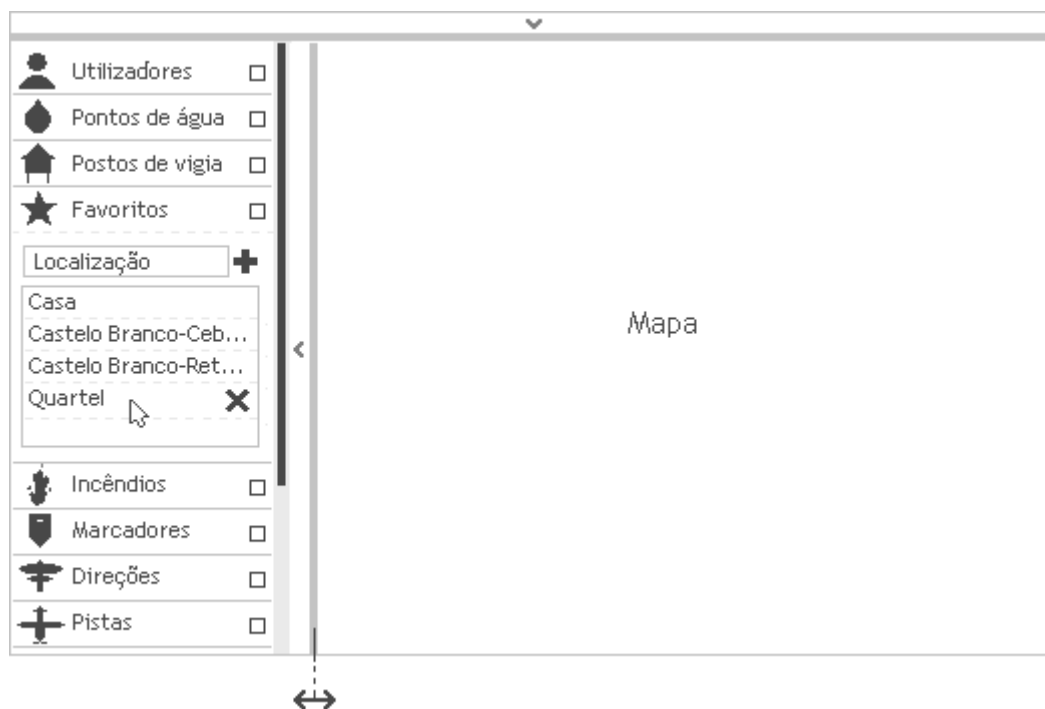 Utilizadores
Pontos de água
Postos de vigia
Favoritos
Localização
Casa
Castelo Branco-Ceb...
Castelo Branco-Ret...
Quartel
Incêndios
Marcadores
Direções
Pistas
Mapa